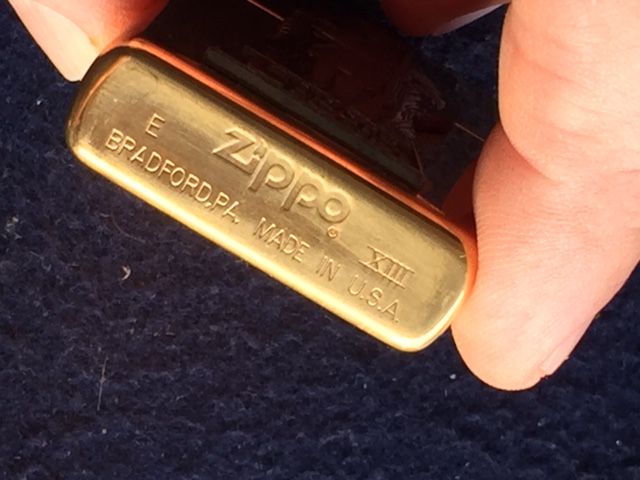 E Zippo ® XIII
BRADFORD,PA. MADE IN U.S.A.